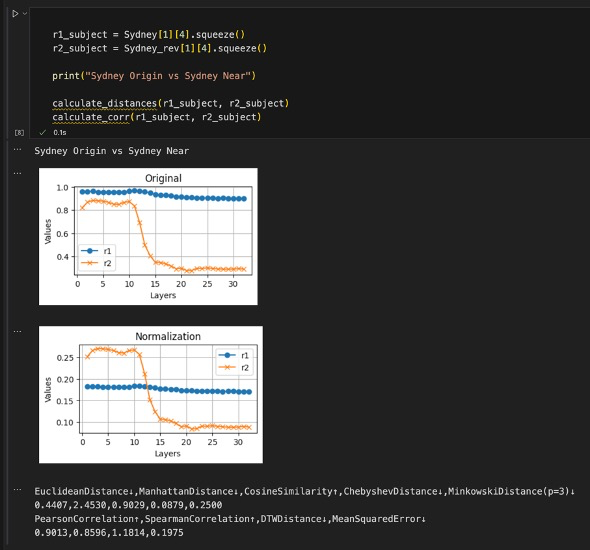 r1_subject = Sydney[1][4].squeeze()
r2_subject = Sydney_rev[1][4].squeeze()
print("Sydney Origin vs Sydney Near")
calculate_distances(r1_subject, r2_subject)
calculate_corr(r1_subject, r2_subject)
[8] ✓ 0.1s
... Sydney Origin vs Sydney Near
...
Original
1.0
0.8
0.6
0.4
Values
r1
r2
0 5 10 15 20 25 30
Layers
...
Normalization
0.25
0.20
0.15
0.10
Values
r1
r2
0 5 10 15 20 25 30
Layers
...
EuclideanDistance↓,ManhattanDistance↓,CosineSimilarity↑,ChebyshevDistance↓,MinkowskiDistance(p=3)↓
0.4407,2.4530,0.9029,0.0879,0.2500
PearsonCorrelation↑,SpearmanCorrelation↑,DTWDistance↓,MeanSquaredError↓
0.9013,0.8596,1.1814,0.1975